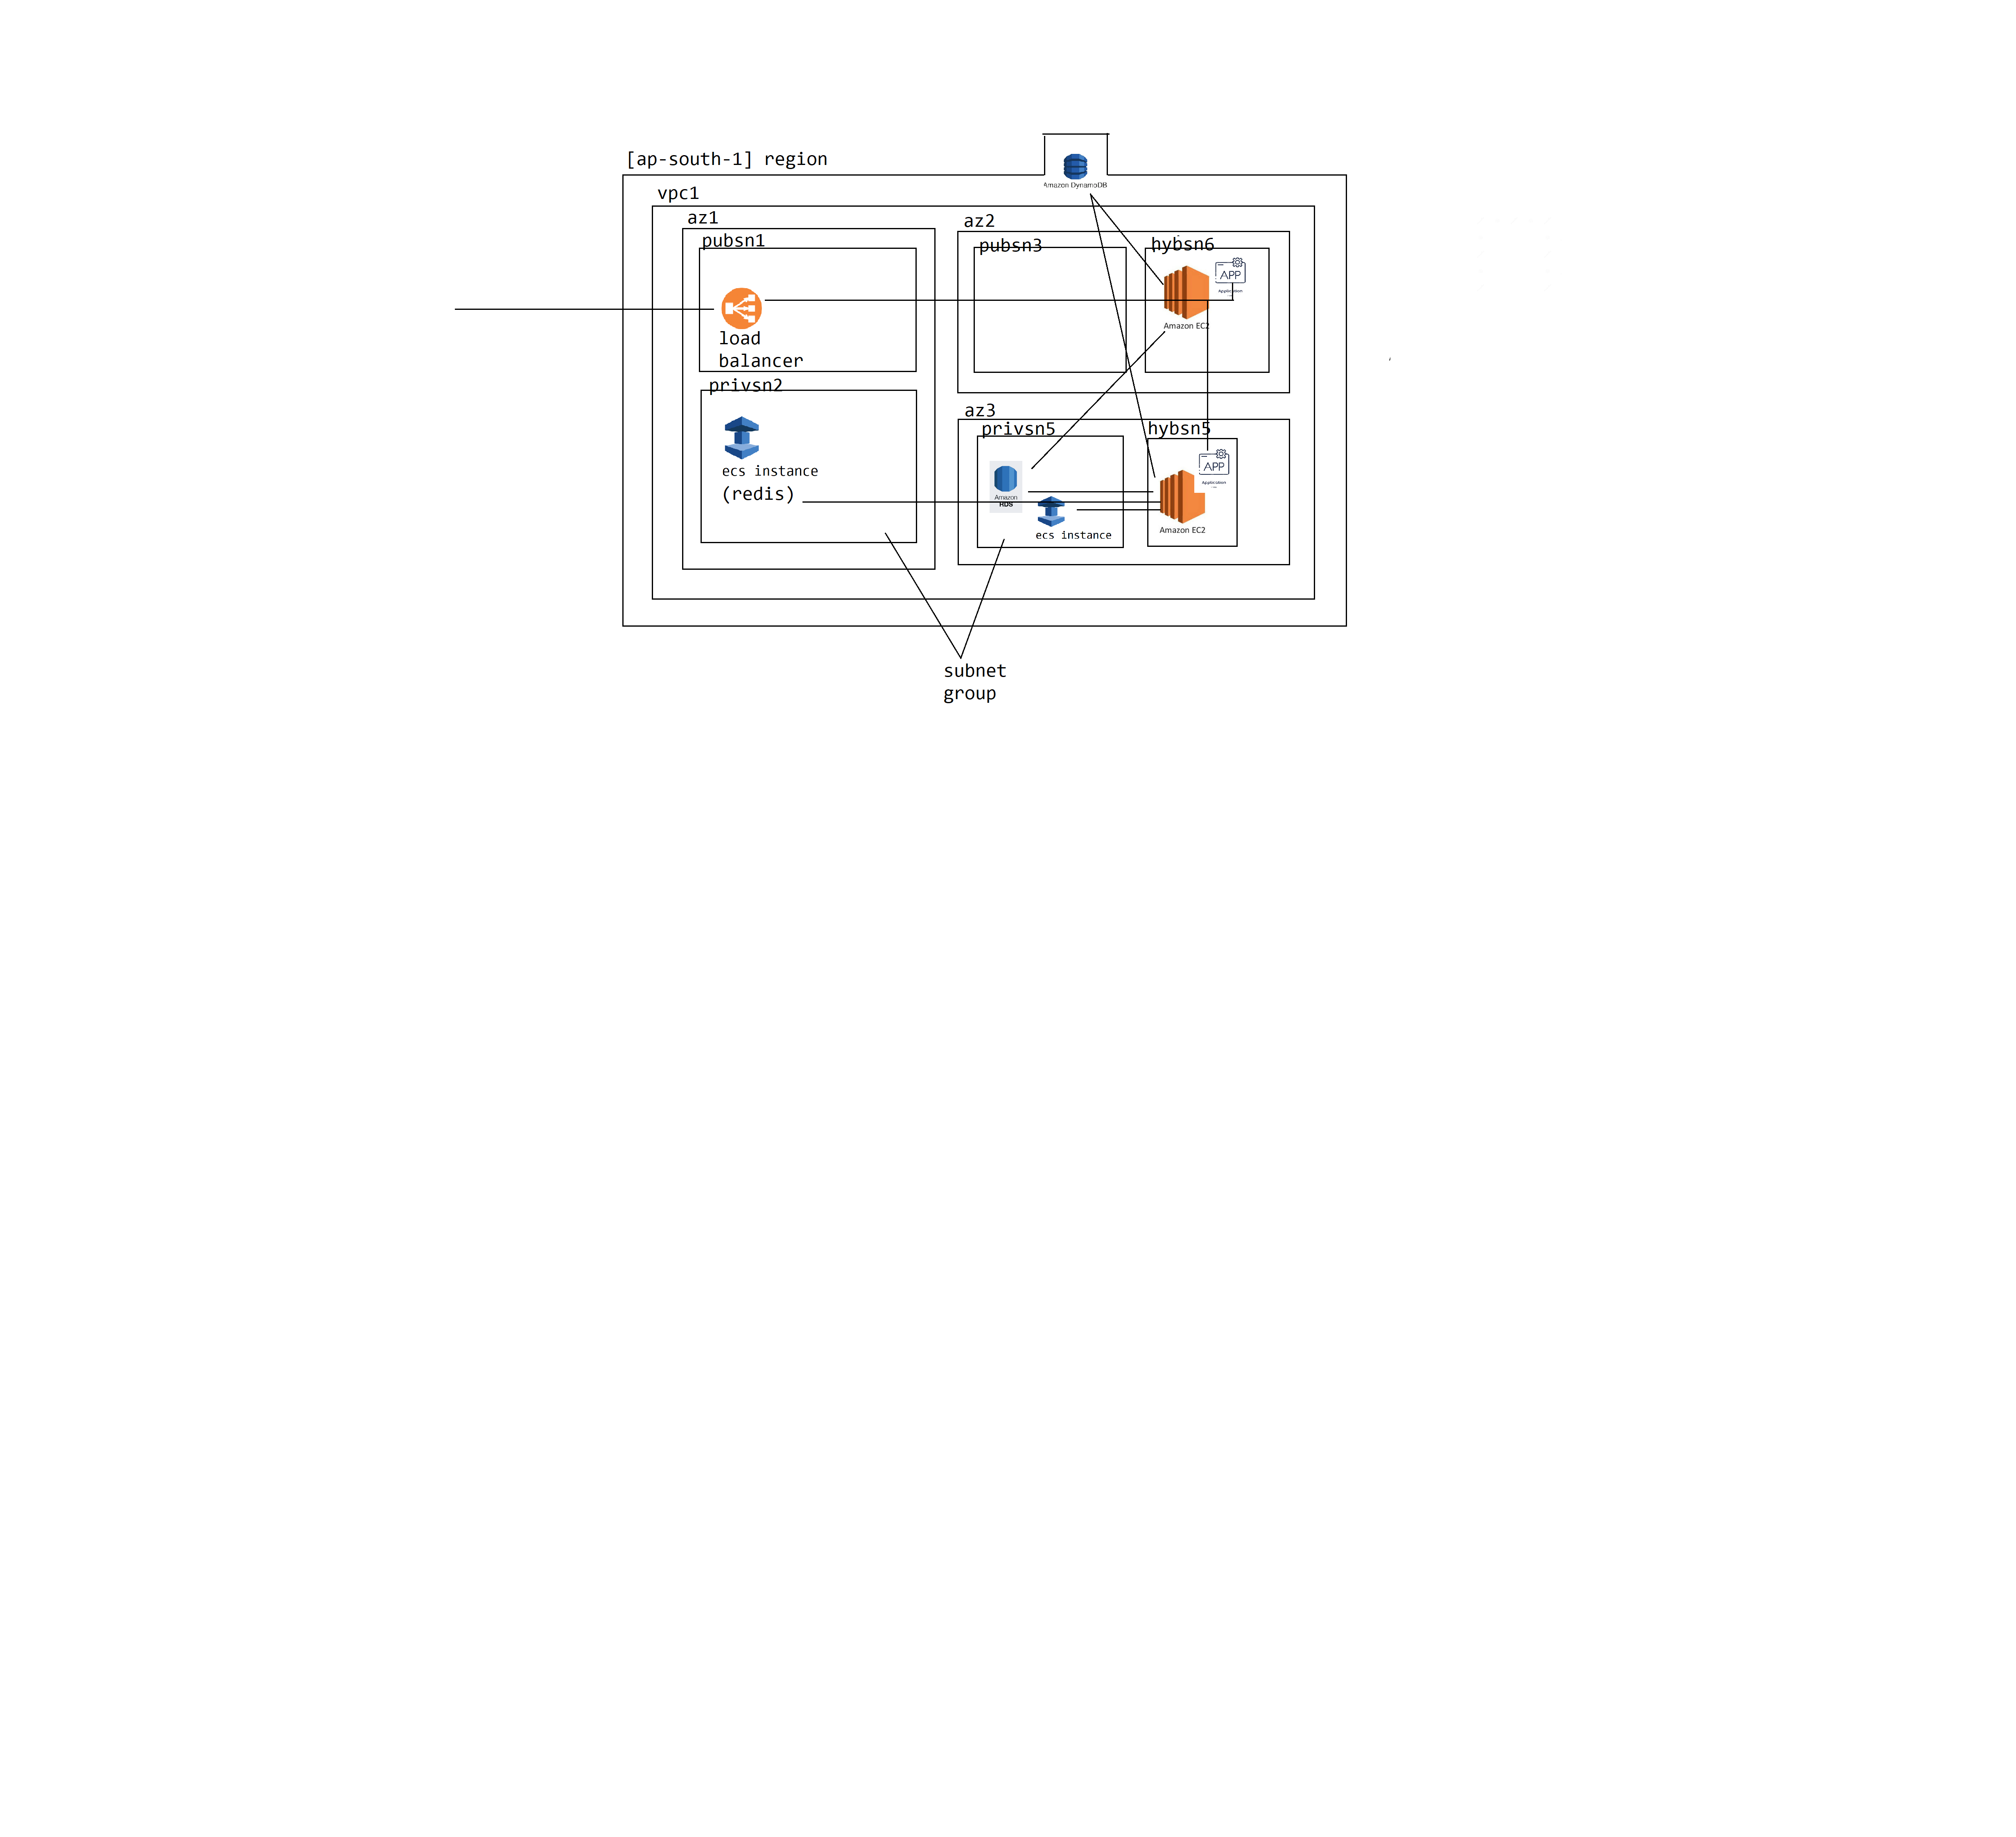 [ap-south-1] region
Amazon DynamoDB
vpc1
az1
az2
pubsn1
pubsn3
hybsn6
APP
Application
Amazon EC2
load
balancer
privsn2
az3
privsn5
hybsn5
ecs instance
(redis)
Amazon
RDS
ecs instance
APP
Application
Amazon EC2
subnet
group